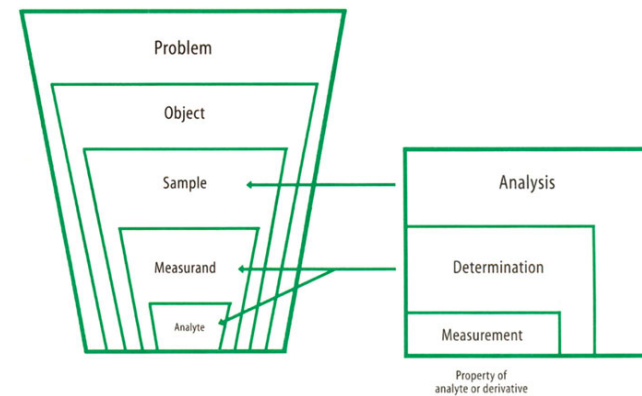 Problem
Object
Sample
Measurand
Analyte
Analysis
Determination
Measurement
Property of
analyte or derivative